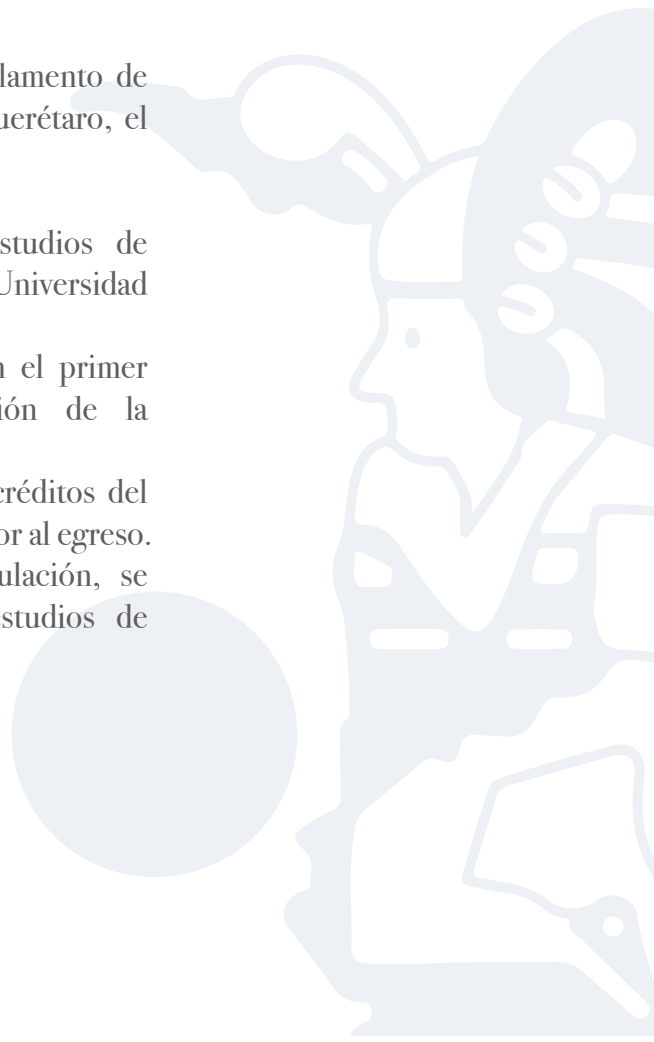 lamento de
uerétaro, el
studios de
Universidad
n el primer
ión de la
créditos del
or al egreso.
ulación, se
studios de